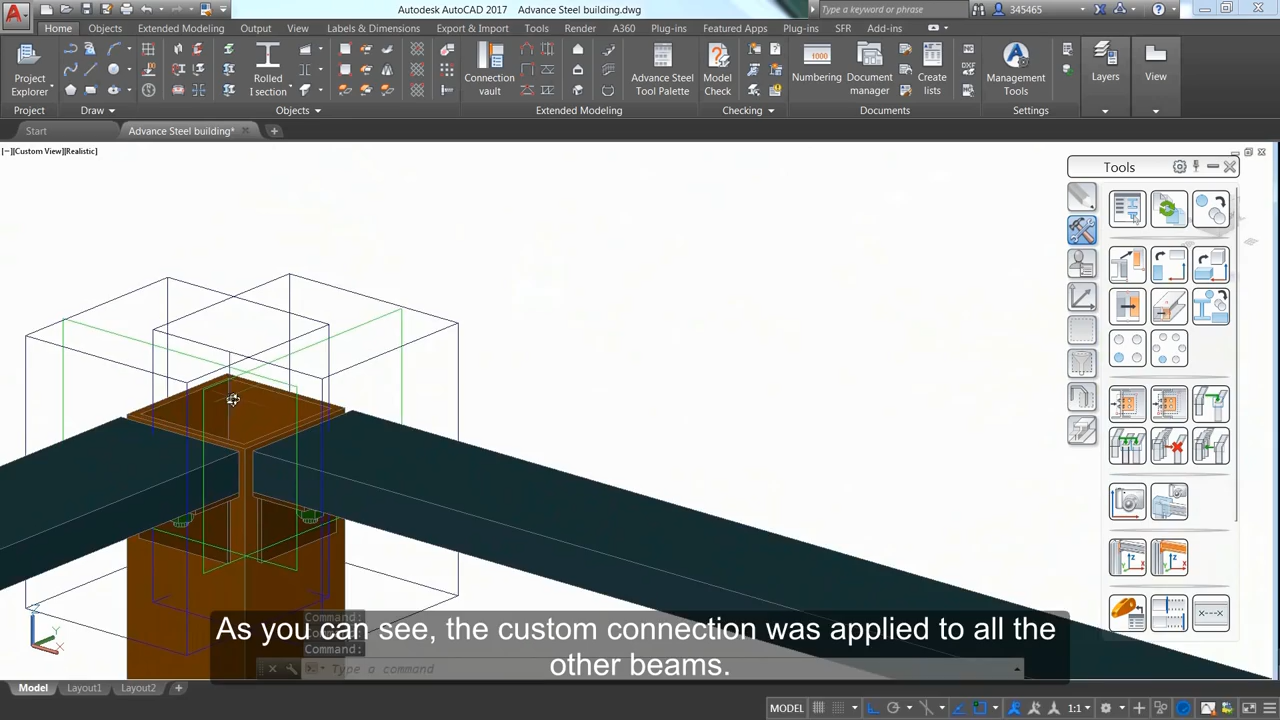 Autodesk AutoCAD 2017 Advance Steel building.dwg
Type a keyword or phrase
345465
Home Objects Extended Modeling Output View Labels & Dimensions Export & Import Tools Render A360 Plug-ins Featured Apps Plug-ins SFR Add-ins
Project Explorer
Rolled I section
Connection vault
Advance Steel Tool Palette
Model Check
1000
Numbering
Document manager
Create lists
DXF
Management Tools
Layers
View
Project Draw Objects Extended Modeling Checking Documents Settings
Start Advance Steel building*
[−][Custom View][Realistic]
Tools
Command:
Command:
As you can see, the custom connection was applied to all the
other beams.
Type a command
Z
Y
X
Model Layout1 Layout2
MODEL 1:1